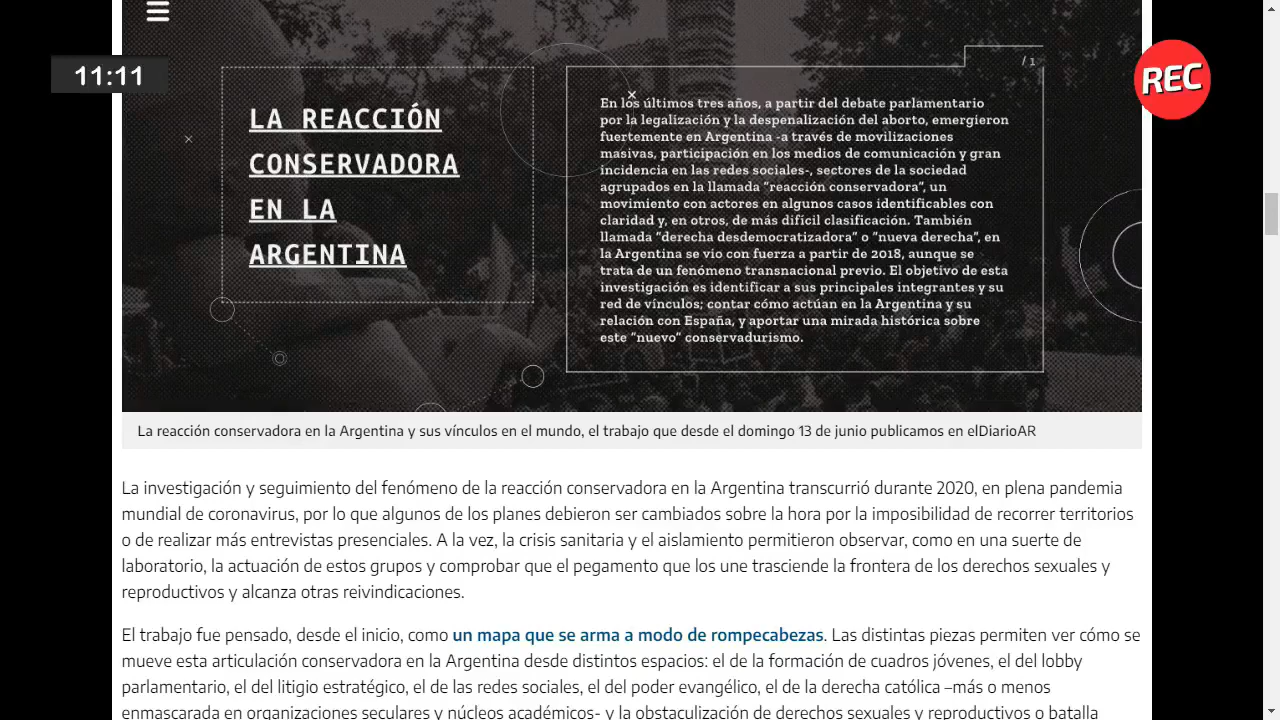 11:11
REC
LA REACCIÓN
CONSERVADORA
EN LA
ARGENTINA
/ 1
En los últimos tres años, a partir del debate parlamentario
por la legalización y la despenalización del aborto, emergieron
fuertemente en Argentina -a través de movilizaciones
masivas, participación en los medios de comunicación y gran
incidencia en las redes sociales-, sectores de la sociedad
agrupados en la llamada "reacción conservadora", un
movimiento con actores en algunos casos identificables con
claridad y, en otros, de más difícil clasificación. También
llamada "derecha desdemocratizadora" o "nueva derecha", en
la Argentina se vio con fuerza a partir de 2018, aunque se
trata de un fenómeno transnacional previo. El objetivo de esta
investigación es identificar a sus principales integrantes y su
red de vínculos; contar cómo actúan en la Argentina y su
relación con España, y aportar una mirada histórica sobre
este "nuevo" conservadurismo.
La reacción conservadora en la Argentina y sus vínculos en el mundo, el trabajo que desde el domingo 13 de junio publicamos en elDiarioAR
La investigación y seguimiento del fenómeno de la reacción conservadora en la Argentina transcurrió durante 2020, en plena pandemia
mundial de coronavirus, por lo que algunos de los planes debieron ser cambiados sobre la hora por la imposibilidad de recorrer territorios
o de realizar más entrevistas presenciales. A la vez, la crisis sanitaria y el aislamiento permitieron observar, como en una suerte de
laboratorio, la actuación de estos grupos y comprobar que el pegamento que los une trasciende la frontera de los derechos sexuales y
reproductivos y alcanza otras reivindicaciones.
El trabajo fue pensado, desde el inicio, como un mapa que se arma a modo de rompecabezas. Las distintas piezas permiten ver cómo se
mueve esta articulación conservadora en la Argentina desde distintos espacios: el de la formación de cuadros jóvenes, el del lobby
parlamentario, el del litigio estratégico, el de las redes sociales, el del poder evangélico, el de la derecha católica –más o menos
enmascarada en organizaciones seculares y núcleos académicos- y la obstaculización de derechos sexuales y reproductivos o batalla